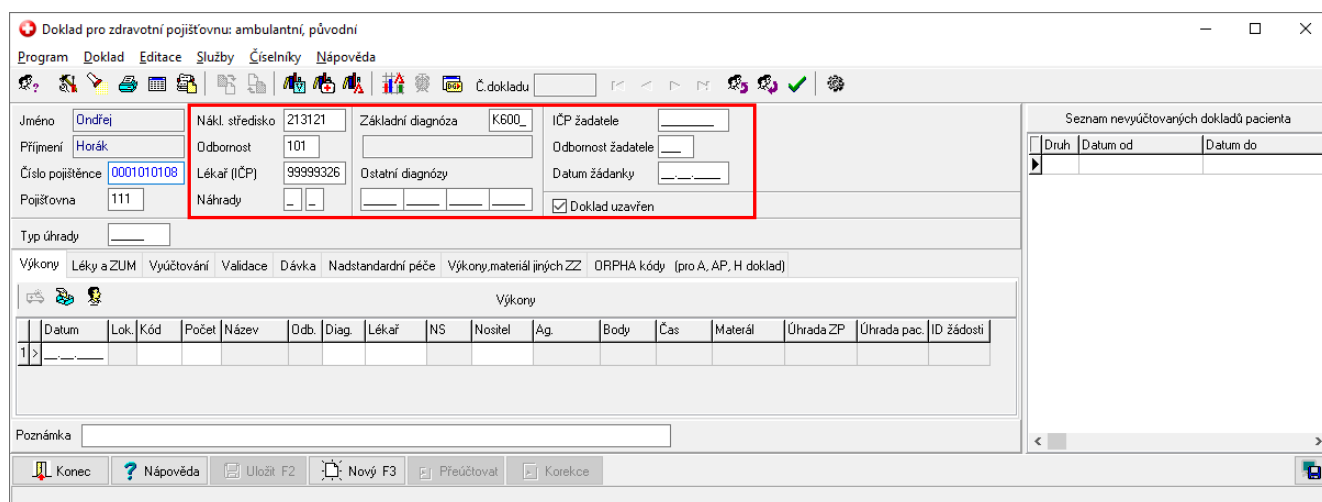 Doklad pro zdravotní pojišťovnu: ambulantní, původní
Program Doklad Editace Služby Číselníky Nápověda
Č.dokladu
Jméno Ondřej Nákl. středisko 213121 Základní diagnóza K600_ IČP žadatele Seznam nevyúčtovaných dokladů pacienta
Příjmení Horák Odbornost 101 Odbornost žadatele Druh Datum od Datum do
Číslo pojištěnce 0001010108 Lékař (IČP) 99999326 Ostatní diagnózy Datum žádanky
Pojišťovna 111 Náhrady Doklad uzavřen
Typ úhrady
Výkony Léky a ZUM Vyúčtování Validace Dávka Nadstandardní péče Výkony,materiál jiných ZZ ORPHA kódy (pro A, AP, H doklad)
Výkony
Datum Lok. Kód Počet Název Odb. Diag. Lékař NS Nositel Ag. Body Čas Materál Úhrada ZP Úhrada pac. ID žádosti
1
Poznámka
Konec Nápověda Uložit F2 Nový F3 Přeúčtovat Korekce